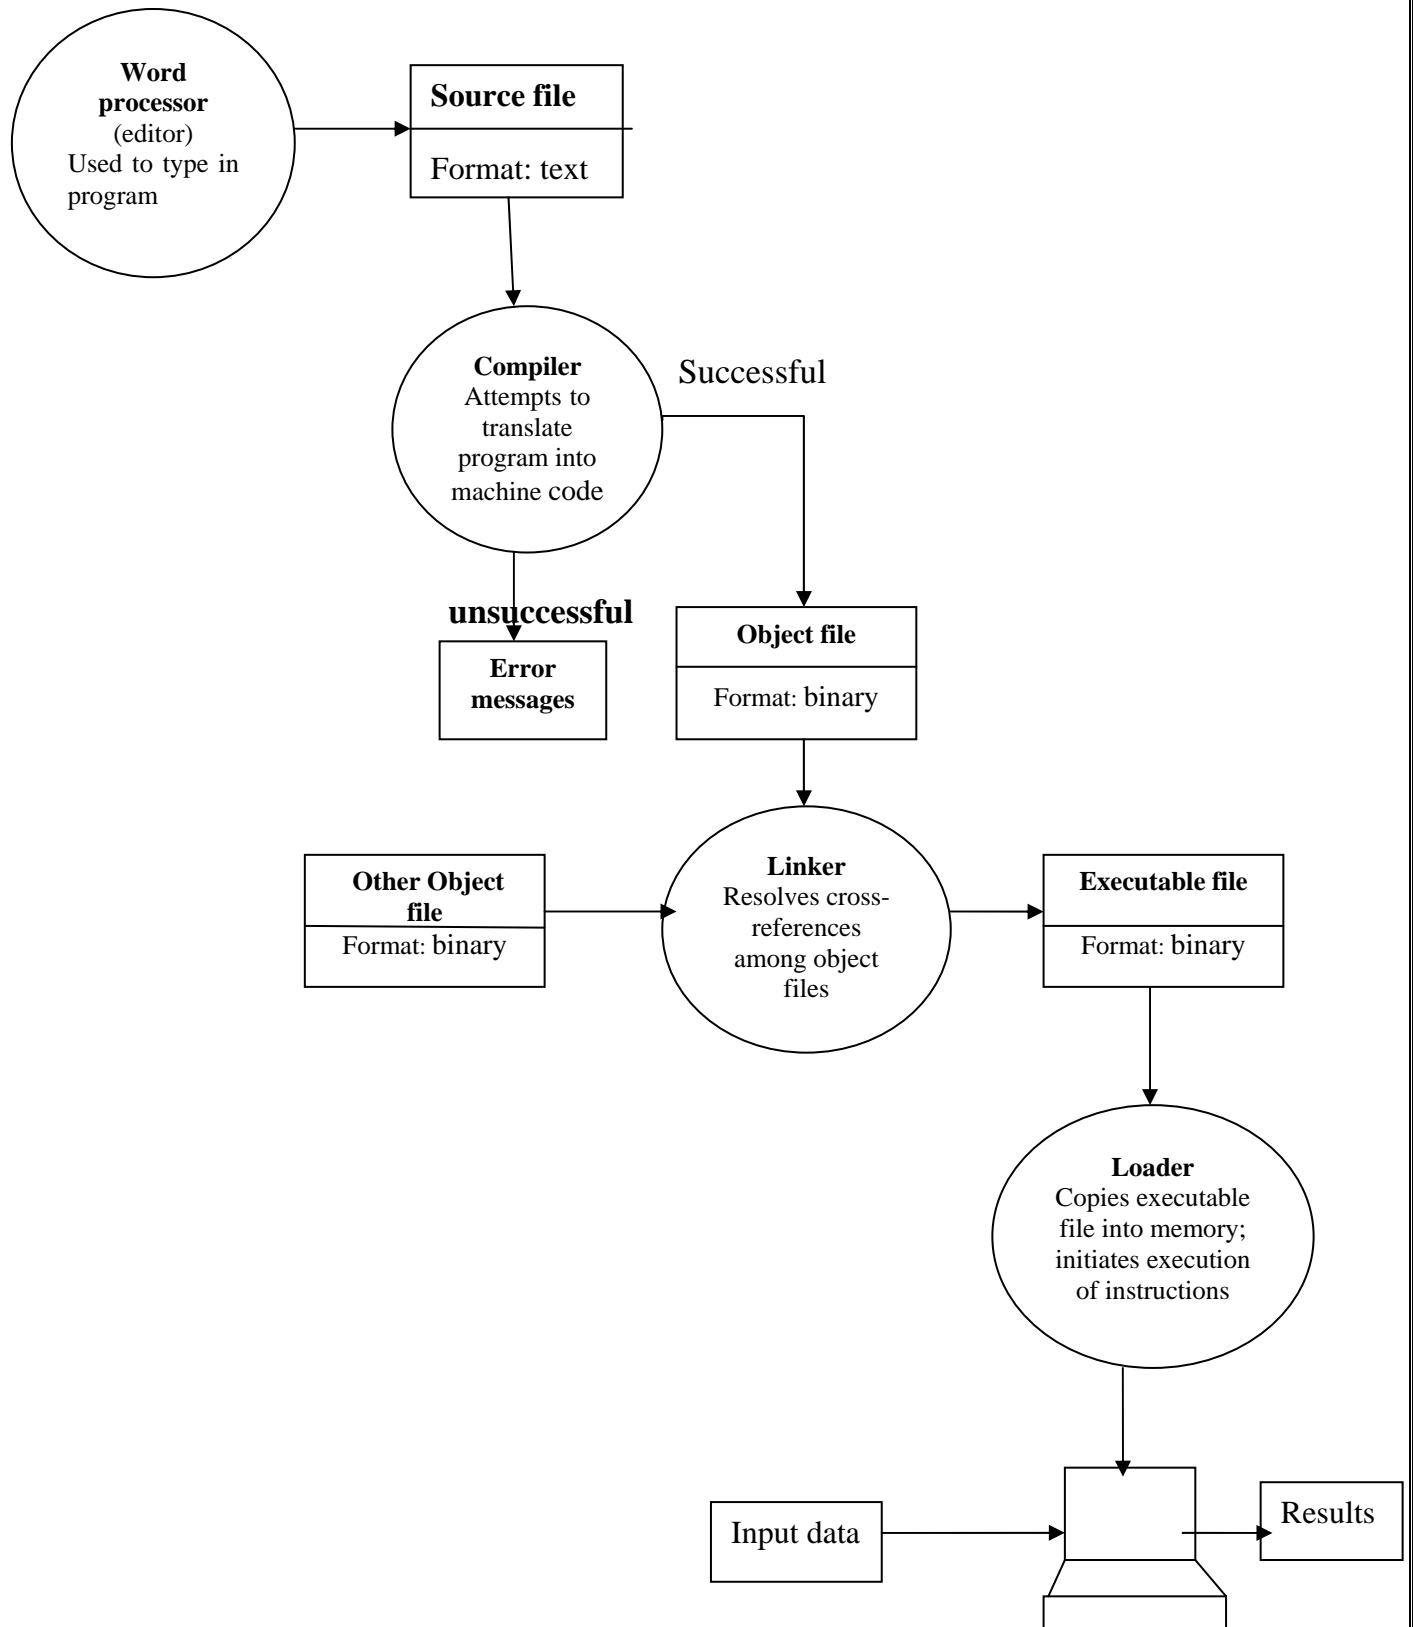 Word
processor
(editor)
Used to type in
program
Source file
Format: text
Compiler
Attempts to
translate
program into
machine code
Successful
unsuccessful
Error
messages
Object file
Format: binary
Other Object
file
Format: binary
Linker
Resolves cross-
references
among object
files
Executable file
Format: binary
Loader
Copies executable
file into memory;
initiates execution
of instructions
Input data
Results